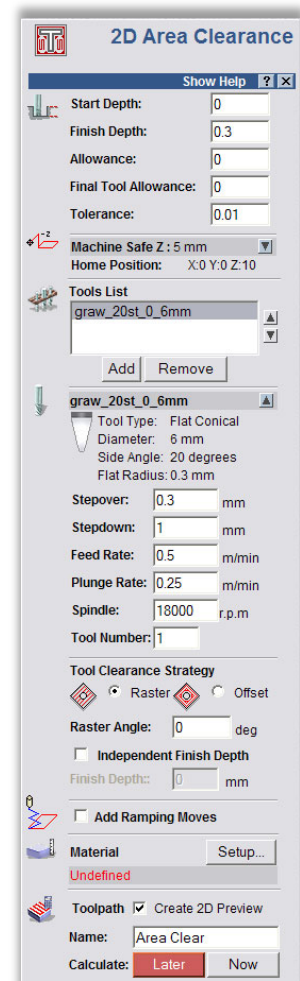 2D Area Clearance
Show Help ? ×
Start Depth: 0
Finish Depth: 0.3
Allowance: 0
Final Tool Allowance: 0
Tolerance: 0.01
Machine Safe Z : 5 mm
Home Position: X:0 Y:0 Z:10
Tools List
graw_20st_0_6mm
Add Remove
graw_20st_0_6mm
Tool Type: Flat Conical
Diameter: 6 mm
Side Angle: 20 degrees
Flat Radius: 0.3 mm
Stepover: 0.3 mm
Stepdown: 1 mm
Feed Rate: 0.5 m/min
Plunge Rate: 0.25 m/min
Spindle: 18000 r.p.m
Tool Number: 1
Tool Clearance Strategy
Raster Offset
Raster Angle: 0 deg
Independent Finish Depth
Finish Depth:: 0 mm
Add Ramping Moves
Material Setup...
Undefined
Toolpath Create 2D Preview
Name: Area Clear
Calculate: Later Now